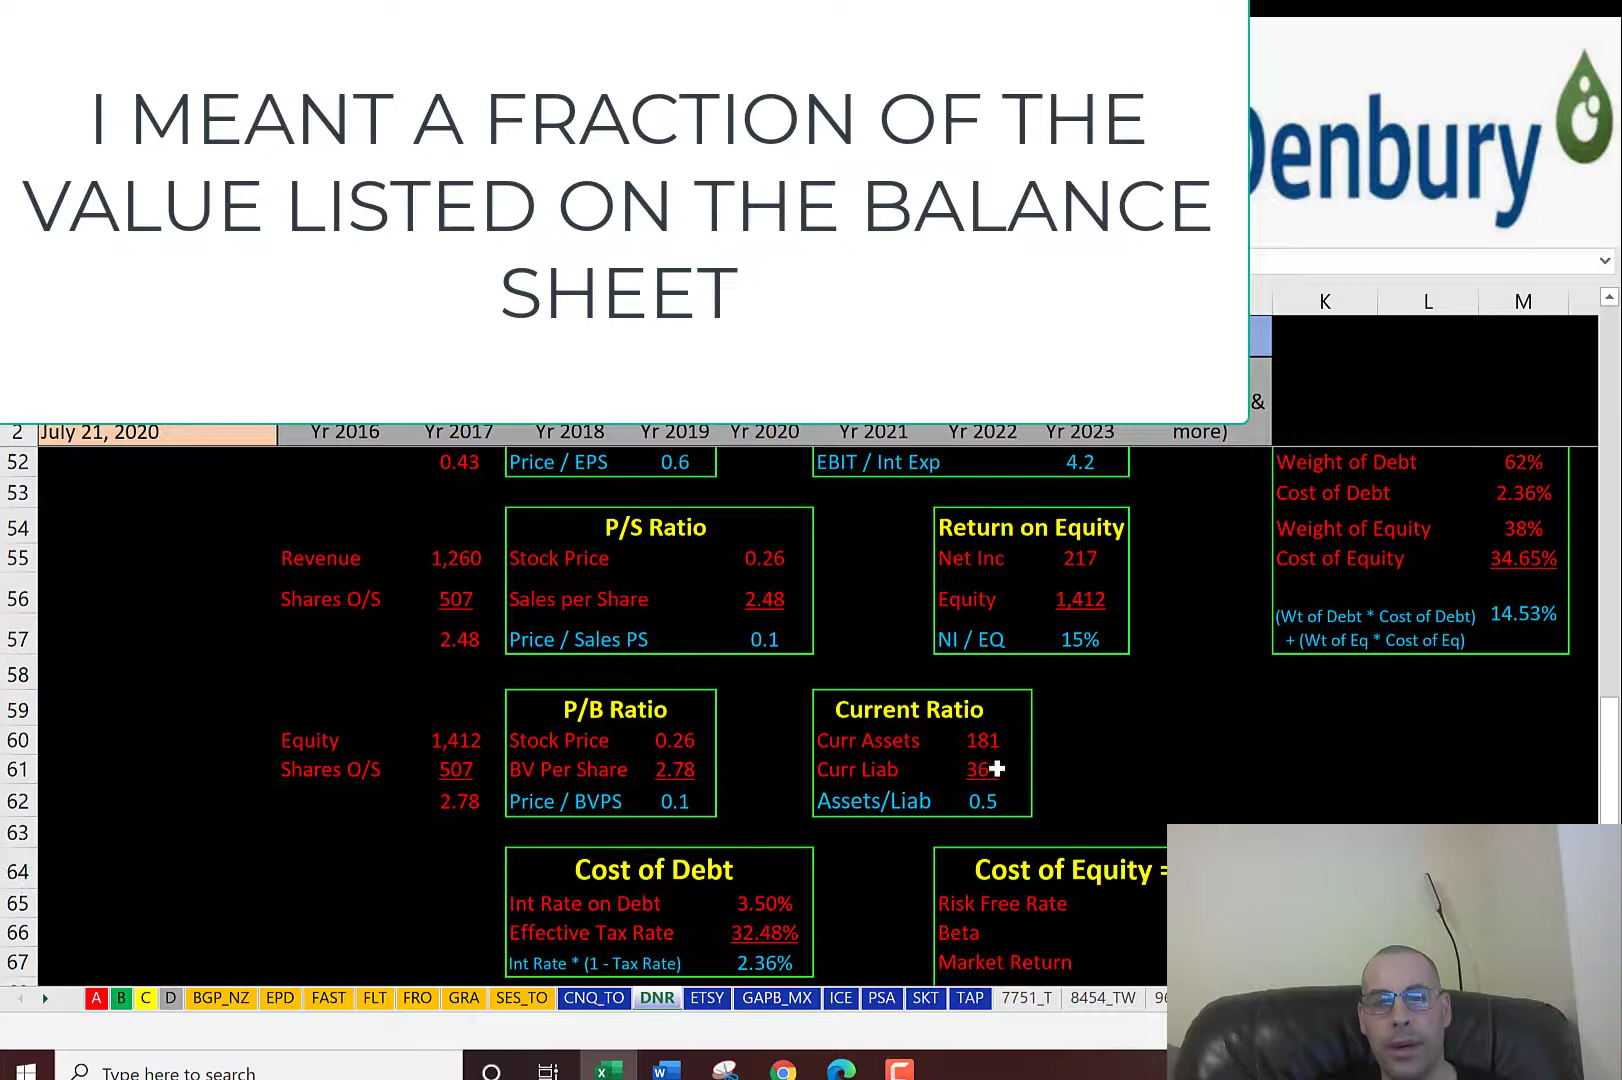 I MEANT A FRACTION OF THE
VALUE LISTED ON THE BALANCE
SHEET
Denbury
K L M
&
2 July 21, 2020 Yr 2016 Yr 2017 Yr 2018 Yr 2019 Yr 2020 Yr 2021 Yr 2022 Yr 2023 more)
52 0.43 Price / EPS 0.6 EBIT / Int Exp 4.2 Weight of Debt 62%
53 Cost of Debt 2.36%
54 P/S Ratio Return on Equity Weight of Equity 38%
55 Revenue 1,260 Stock Price 0.26 Net Inc 217 Cost of Equity 34.65%
56 Shares O/S 507 Sales per Share 2.48 Equity 1,412 (Wt of Debt * Cost of Debt) 14.53%
57 2.48 Price / Sales PS 0.1 NI / EQ 15% + (Wt of Eq * Cost of Eq)
58
59 P/B Ratio Current Ratio
60 Equity 1,412 Stock Price 0.26 Curr Assets 181
61 Shares O/S 507 BV Per Share 2.78 Curr Liab 36
62 2.78 Price / BVPS 0.1 Assets/Liab 0.5
63
64 Cost of Debt Cost of Equity =
65 Int Rate on Debt 3.50% Risk Free Rate
66 Effective Tax Rate 32.48% Beta
67 Int Rate * (1 - Tax Rate) 2.36% Market Return
A B C D BGP_NZ EPD FAST FLT FRO GRA SES_TO CNQ_TO DNR ETSY GAPB_MX ICE PSA SKT TAP 7751_T 8454_TW 9
Type here to search